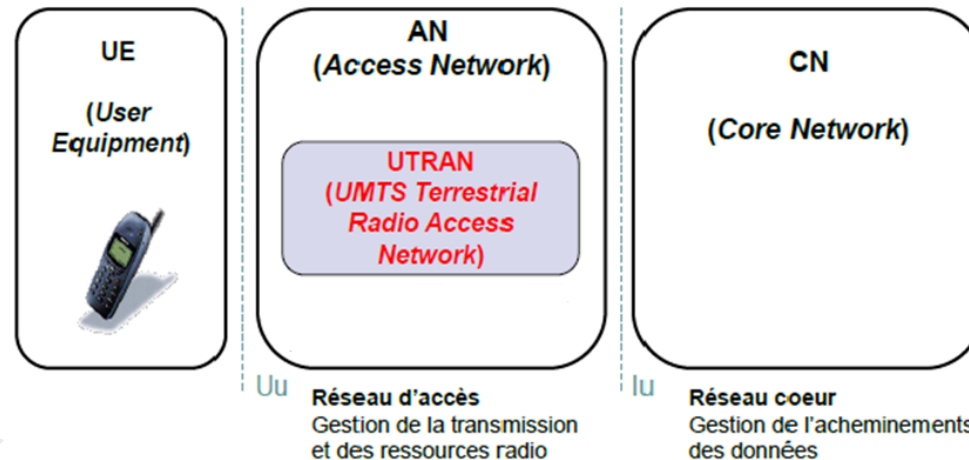 UE
(User
Equipment)
AN
(Access Network)
UTRAN
(UMTS Terrestrial
Radio Access
Network)
CN
(Core Network)
Uu
Réseau d'accès
Gestion de la transmission
et des ressources radio
Iu
Réseau coeur
Gestion de l'acheminements
des données